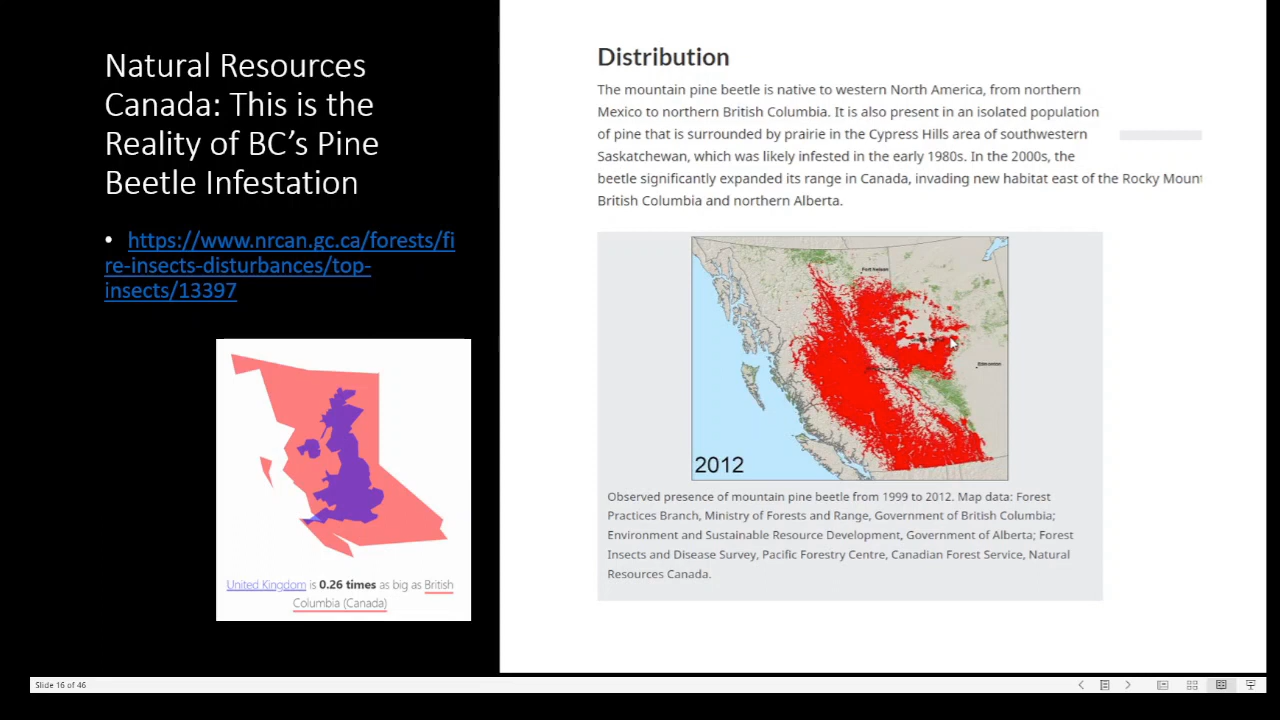 Natural Resources
Canada: This is the
Reality of BC’s Pine
Beetle Infestation
• https://www.nrcan.gc.ca/forests/fi
re-insects-disturbances/top-
insects/13397
United Kingdom is 0.26 times as big as British
Columbia (Canada)
Distribution
The mountain pine beetle is native to western North America, from northern
Mexico to northern British Columbia. It is also present in an isolated population
of pine that is surrounded by prairie in the Cypress Hills area of southwestern
Saskatchewan, which was likely infested in the early 1980s. In the 2000s, the
beetle significantly expanded its range in Canada, invading new habitat east of the Rocky Mount
British Columbia and northern Alberta.
Fort Nelson
2012
Observed presence of mountain pine beetle from 1999 to 2012. Map data: Forest
Practices Branch, Ministry of Forests and Range, Government of British Columbia;
Environment and Sustainable Resource Development, Government of Alberta; Forest
Insects and Disease Survey, Pacific Forestry Centre, Canadian Forest Service, Natural
Resources Canada.
Slide 16 of 46